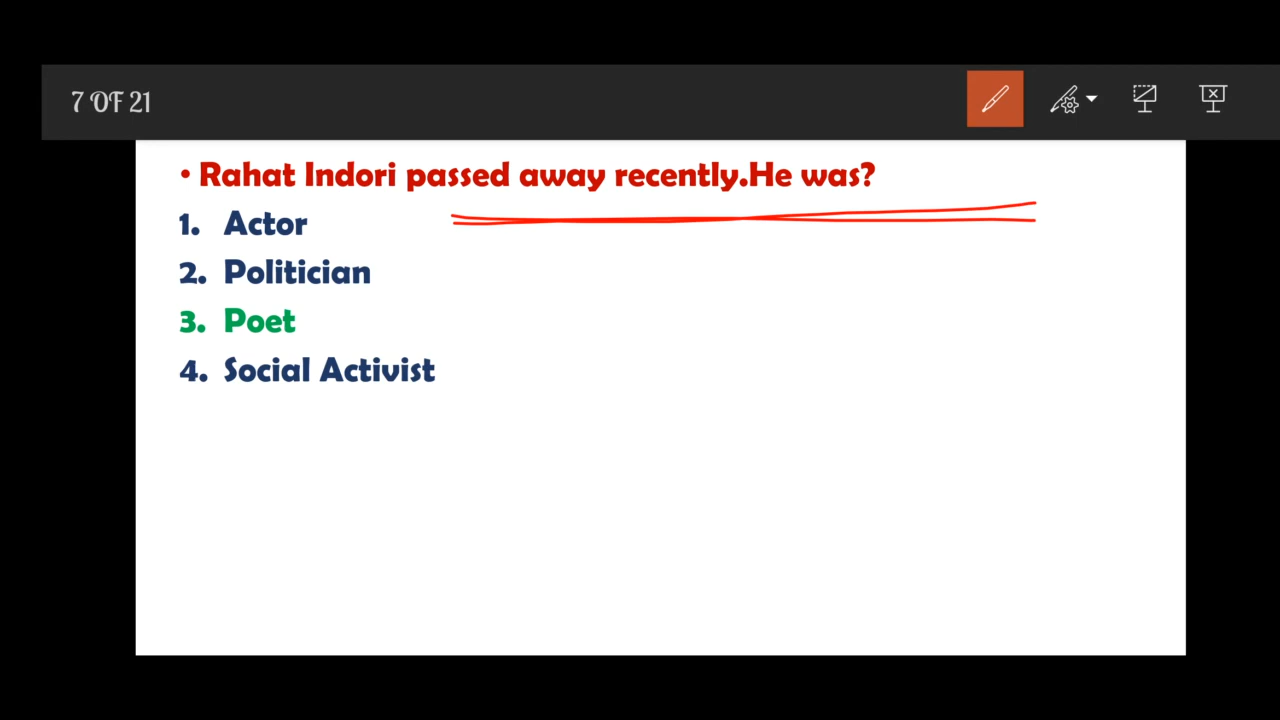 7 OF 21
• Rahat Indori passed away recently.He was?
1. Actor
2. Politician
3. Poet
4. Social Activist